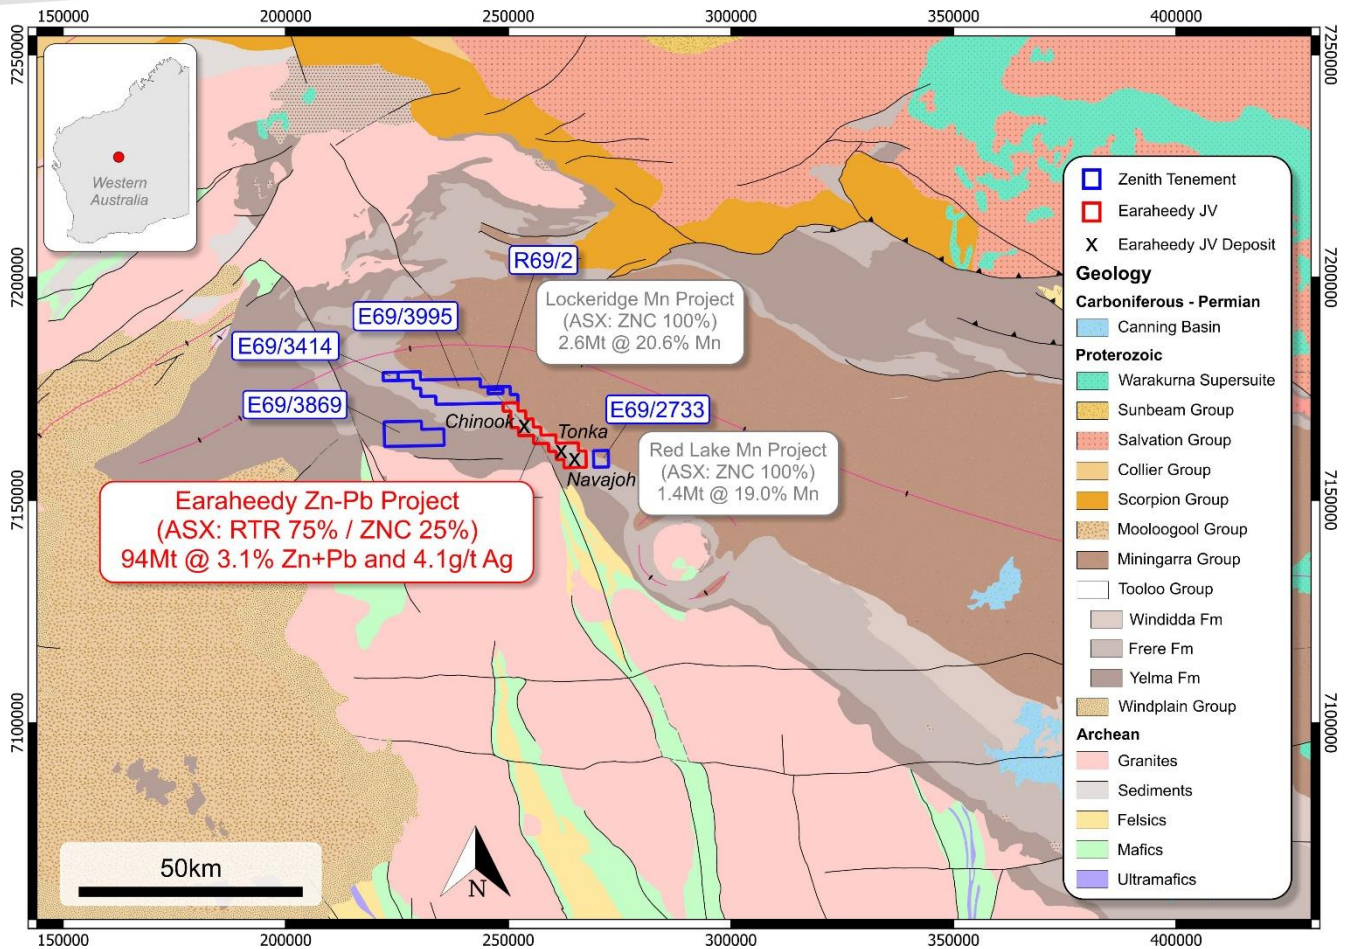 150000 200000 250000 300000 350000 400000
7250000
7250000
Western
Australia
Zenith Tenement
Earaheedy JV
X Earaheedy JV Deposit
Geology
Carboniferous - Permian
Canning Basin
Proterozoic
Warakurna Supersuite
Sunbeam Group
Salvation Group
Collier Group
Scorpion Group
Mooloogool Group
Miningarra Group
Tooloo Group
Windidda Fm
Frere Fm
Yelma Fm
Windplain Group
Archean
Granites
Sediments
Felsics
Mafics
Ultramafics
7200000
7200000
R69/2
Lockeridge Mn Project
(ASX: ZNC 100%)
2.6Mt @ 20.6% Mn
E69/3995
E69/3414
E69/3869
E69/2733
Chinook
X
Tonka
X
X
Navajoh
Red Lake Mn Project
(ASX: ZNC 100%)
1.4Mt @ 19.0% Mn
7150000
7150000
Earaheedy Zn-Pb Project
(ASX: RTR 75% / ZNC 25%)
94Mt @ 3.1% Zn+Pb and 4.1g/t Ag
7100000
7100000
50km
N
150000 200000 250000 300000 350000 400000